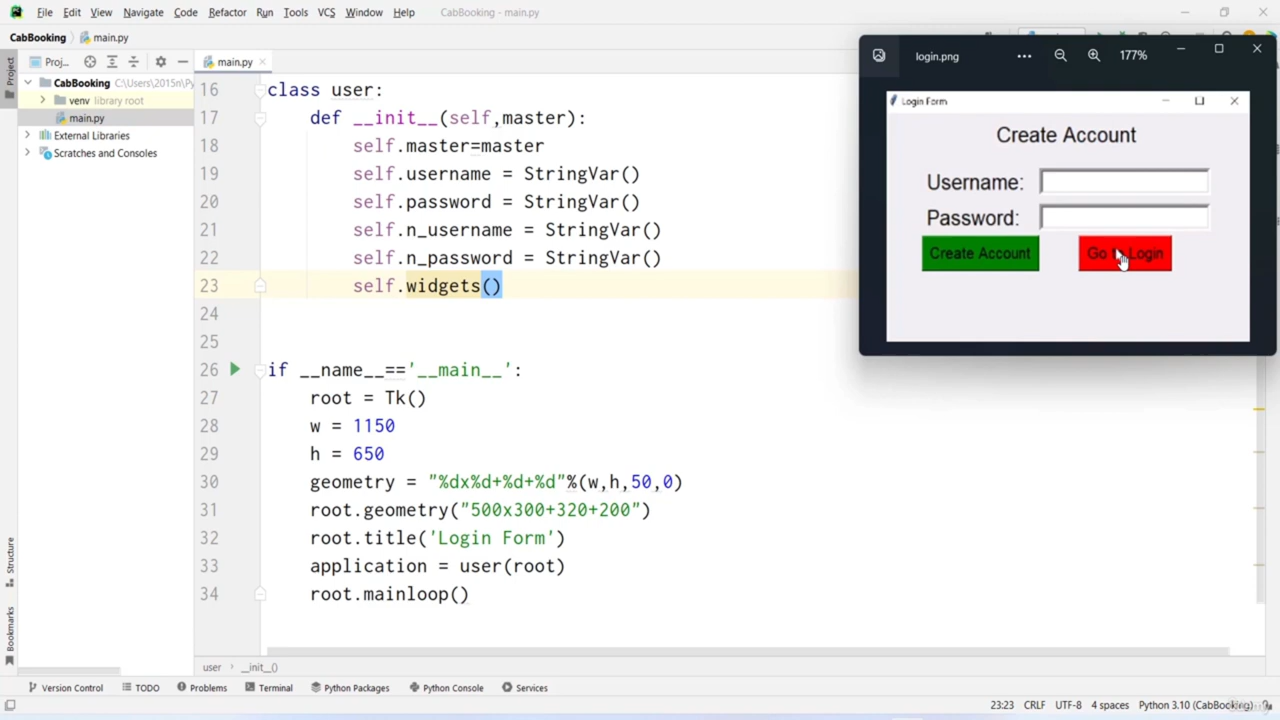 File Edit View Navigate Code Refactor Run Tools VCS Window Help CabBooking - main.py
CabBooking main.py
Proj...
main.py
CabBooking C:\Users\2015n\Py
venv library root
main.py
External Libraries
Scratches and Consoles
Project
Structure
Bookmarks
16 class user:
17 def __init__(self,master):
18 self.master=master
19 self.username = StringVar()
20 self.password = StringVar()
21 self.n_username = StringVar()
22 self.n_password = StringVar()
23 self.widgets()
24
25
26 if __name__=='__main__':
27 root = Tk()
28 w = 1150
29 h = 650
30 geometry = "%dx%d+%d+%d"%(w,h,50,0)
31 root.geometry("500x300+320+200")
32 root.title('Login Form')
33 application = user(root)
34 root.mainloop()
login.png
177%
Login Form
Create Account
Username:
Password:
Create Account
Go to Login
user __init__()
Version Control TODO Problems Terminal Python Packages Python Console Services
23:23 CRLF UTF-8 4 spaces Python 3.10 (CabBooking)